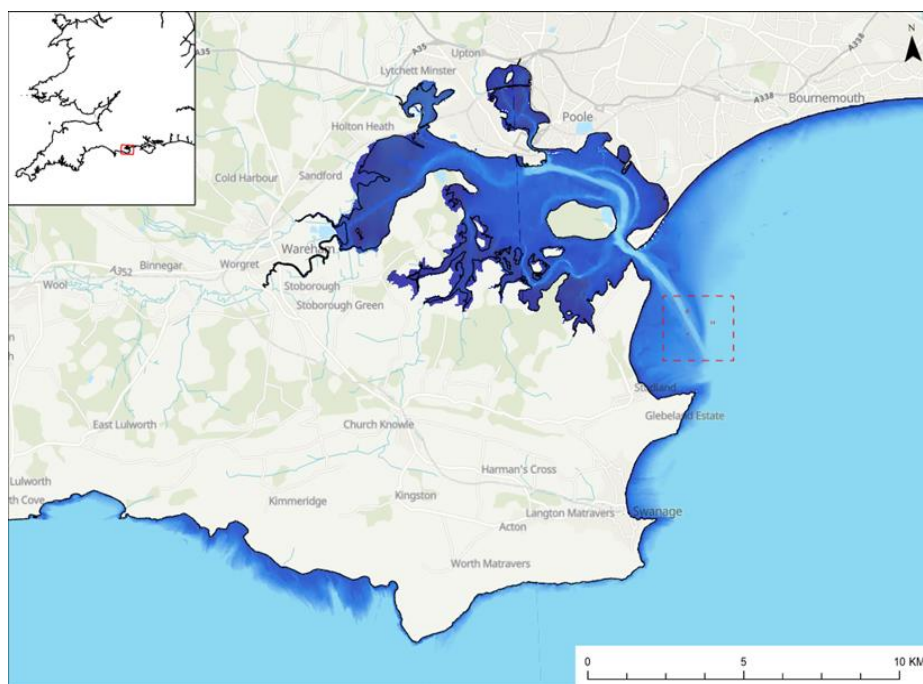 N
A35
A35
Upton
A338
Lytchett Minster
A338
Bournemouth
Poole
Holton Heath
Cold Harbour
Sandford
Wareham
A352
Binnegar
Worgret
Wool
Stoborough
Stoborough Green
Studland
Glebeland Estate
East Lulworth
Church Knowle
Harman's Cross
Lulworth
Kimmeridge
Kingston
Langton Matravers
Swanage
Acton
Worth Matravers
0 5 10 KM